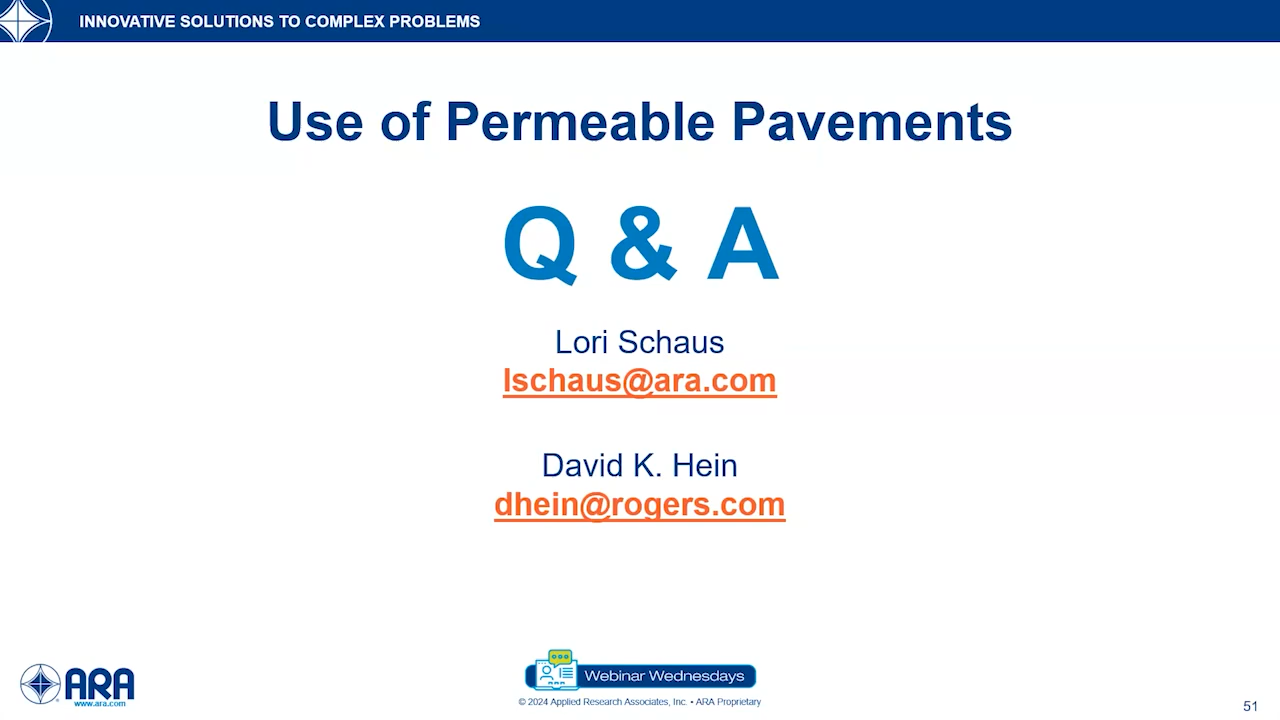 INNOVATIVE SOLUTIONS TO COMPLEX PROBLEMS
Use of Permeable Pavements
Q & A
Lori Schaus
lschaus@ara.com
David K. Hein
dhein@rogers.com
ARA
www.ara.com
ARA
Webinar Wednesdays
© 2024 Applied Research Associates, Inc. • ARA Proprietary
51